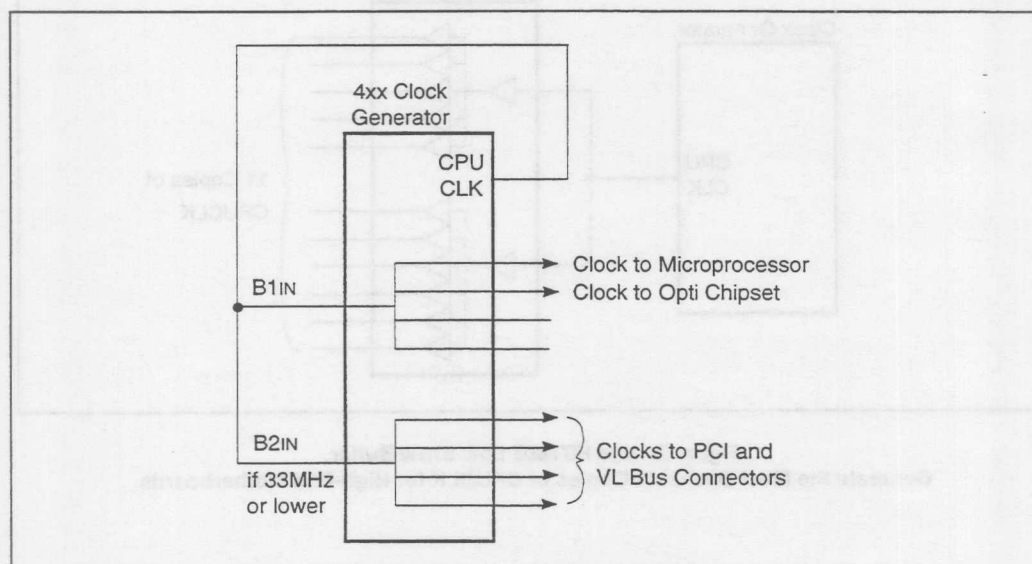 4xx Clock
Generator
CPU
CLK
Clock to Microprocessor
Clock to Opti Chipset
B1IN
B2IN
if 33MHz
or lower
Clocks to PCI and
VL Bus Connectors